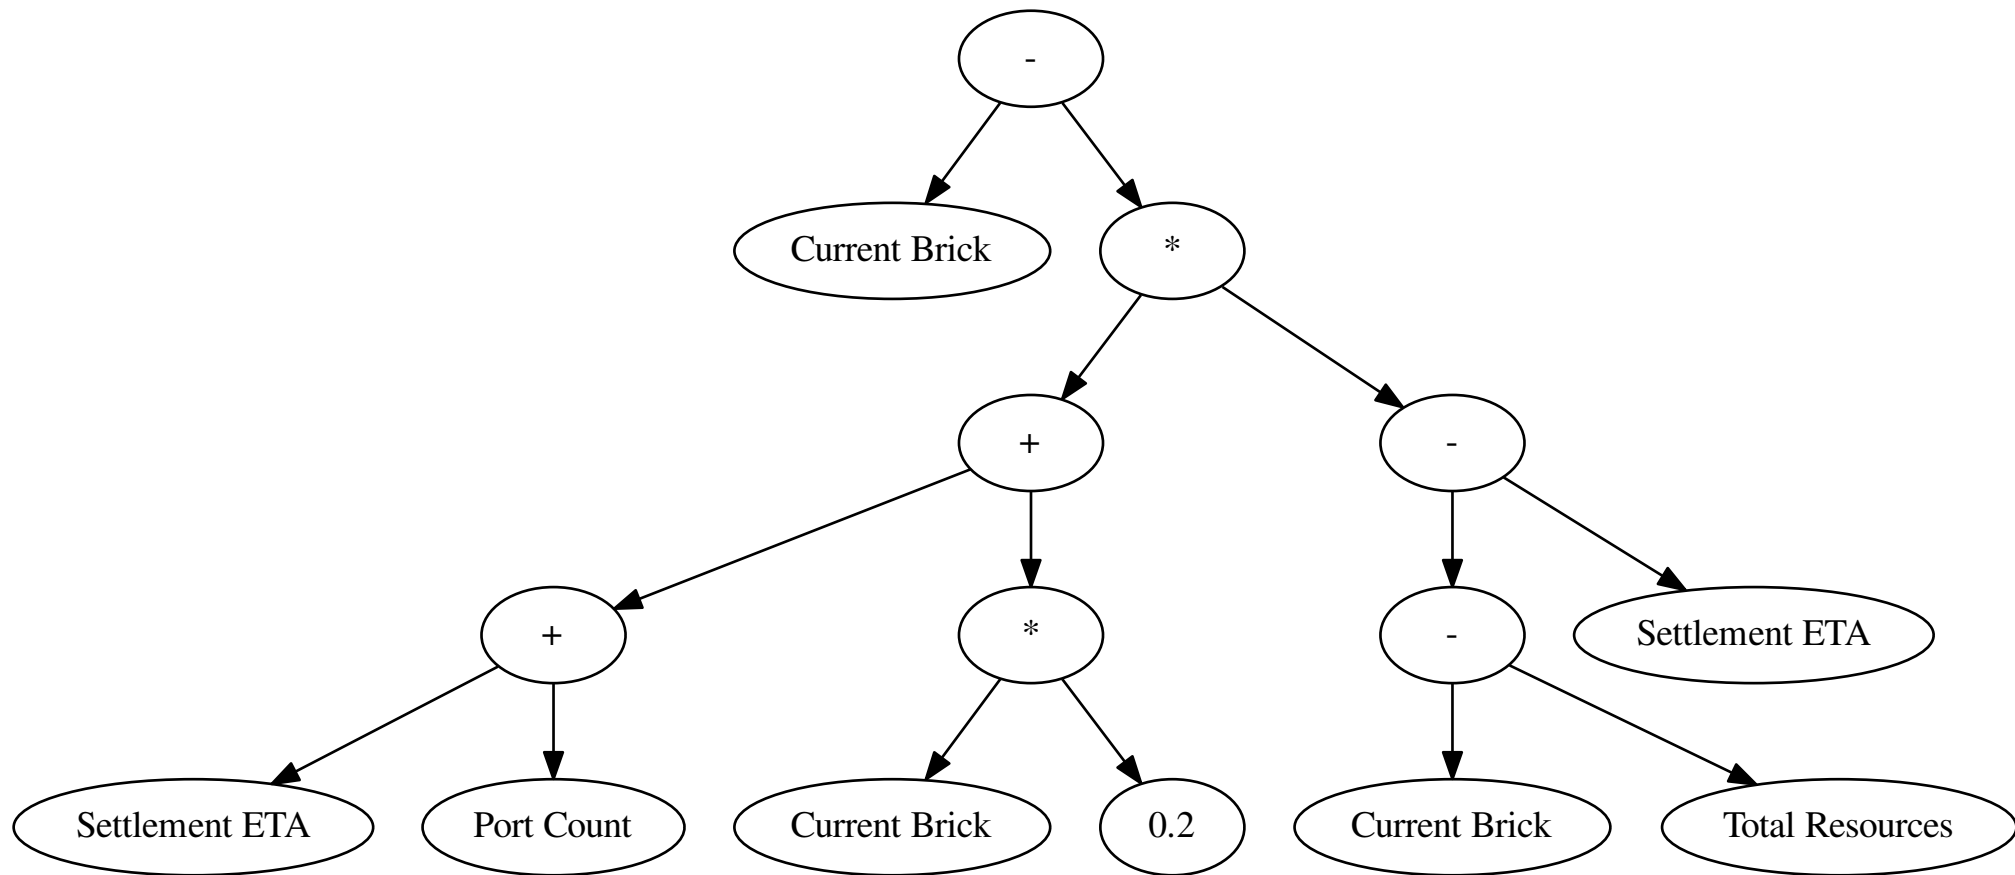 -
Current Brick
*
+
-
+
*
-
Settlement ETA
Settlement ETA
Port Count
Current Brick
0.2
Current Brick
Total Resources